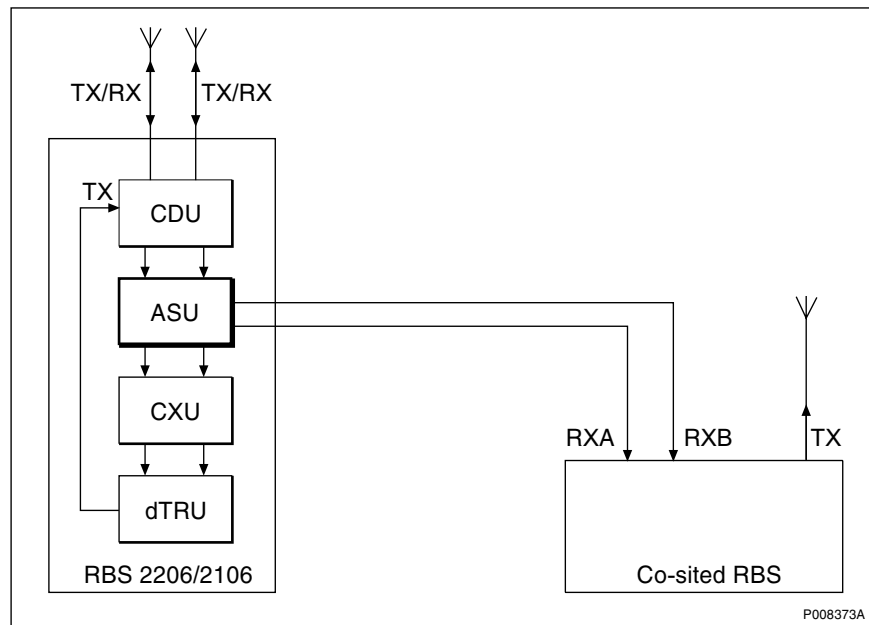 TX/RX
TX/RX
TX
CDU
ASU
CXU
RXA
RXB
TX
dTRU
RBS 2206/2106
Co-sited RBS
P008373A